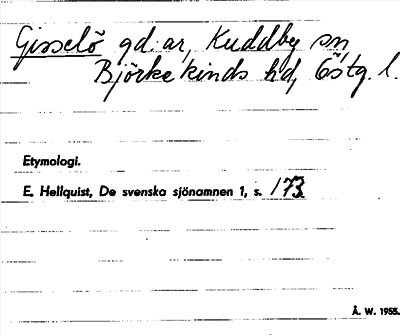 Gisselö gd. ar, Kuddby sn
Björkekinds hd, Östg. l.
Etymologi.
E. Hellquist, De svenska sjönamnen 1, s. 173
Å. W. 1955.